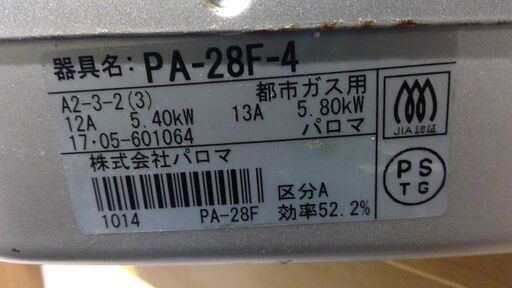 器具名: PA-28F-4
A2-3-2(3) 都市ガス用
12A 5.40kW 13A 5.80kW
17・05-601064 パロマ
JIA認証
株式会社パロマ
PS
TG
区分A
1014 PA-28F 効率52.2%